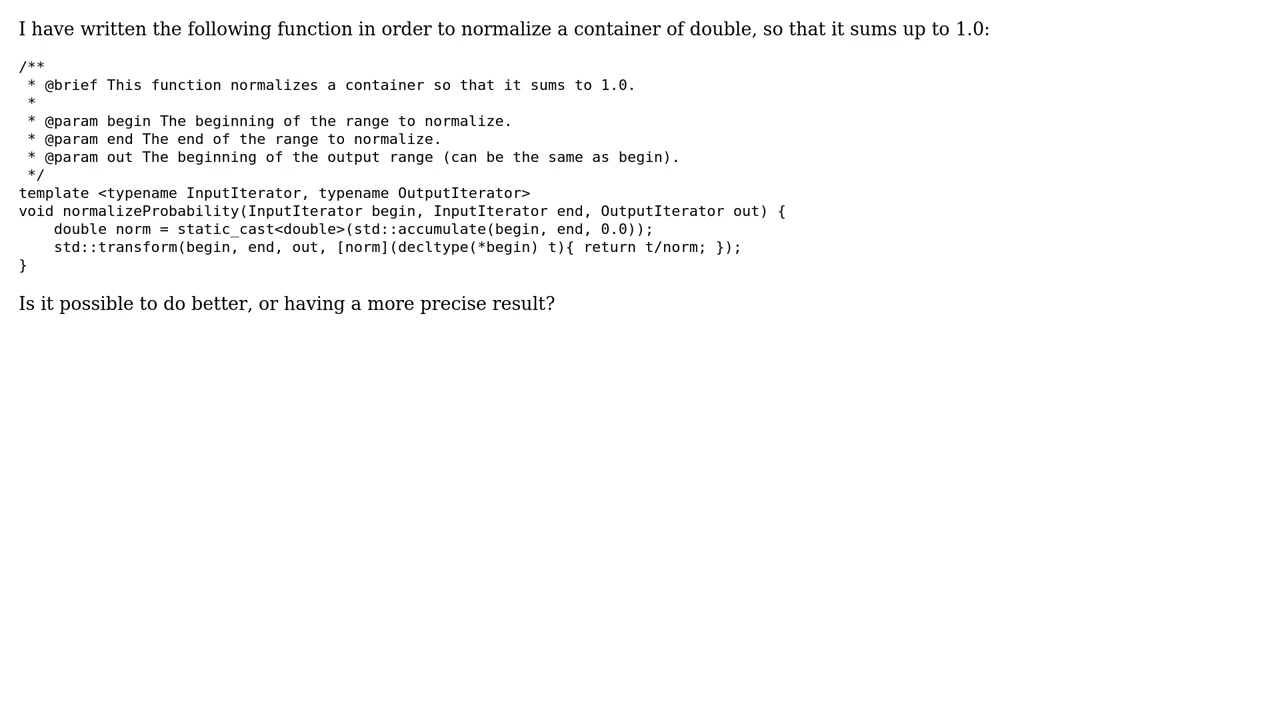 I have written the following function in order to normalize a container of double, so that it sums up to 1.0:
/**
 * @brief This function normalizes a container so that it sums to 1.0.
 *
 * @param begin The beginning of the range to normalize.
 * @param end The end of the range to normalize.
 * @param out The beginning of the output range (can be the same as begin).
 */
template <typename InputIterator, typename OutputIterator>
void normalizeProbability(InputIterator begin, InputIterator end, OutputIterator out) {
    double norm = static_cast<double>(std::accumulate(begin, end, 0.0));
    std::transform(begin, end, out, [norm](decltype(*begin) t){ return t/norm; });
}
Is it possible to do better, or having a more precise result?